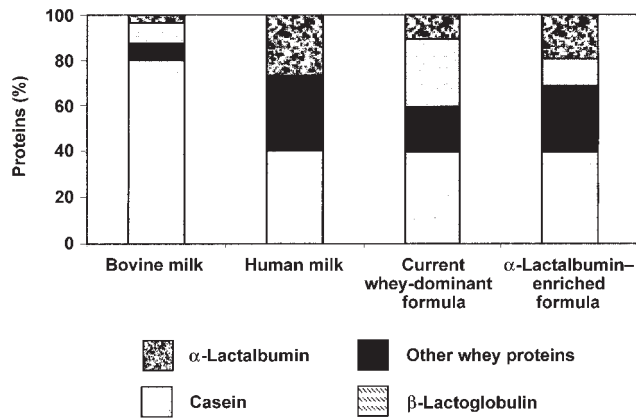 Proteins (%)
100
80
60
40
20
0
Bovine milk
Human milk
Current
whey-dominant
formula
α-Lactalbumin–
enriched
formula
α-Lactalbumin
Other whey proteins
Casein
β-Lactoglobulin